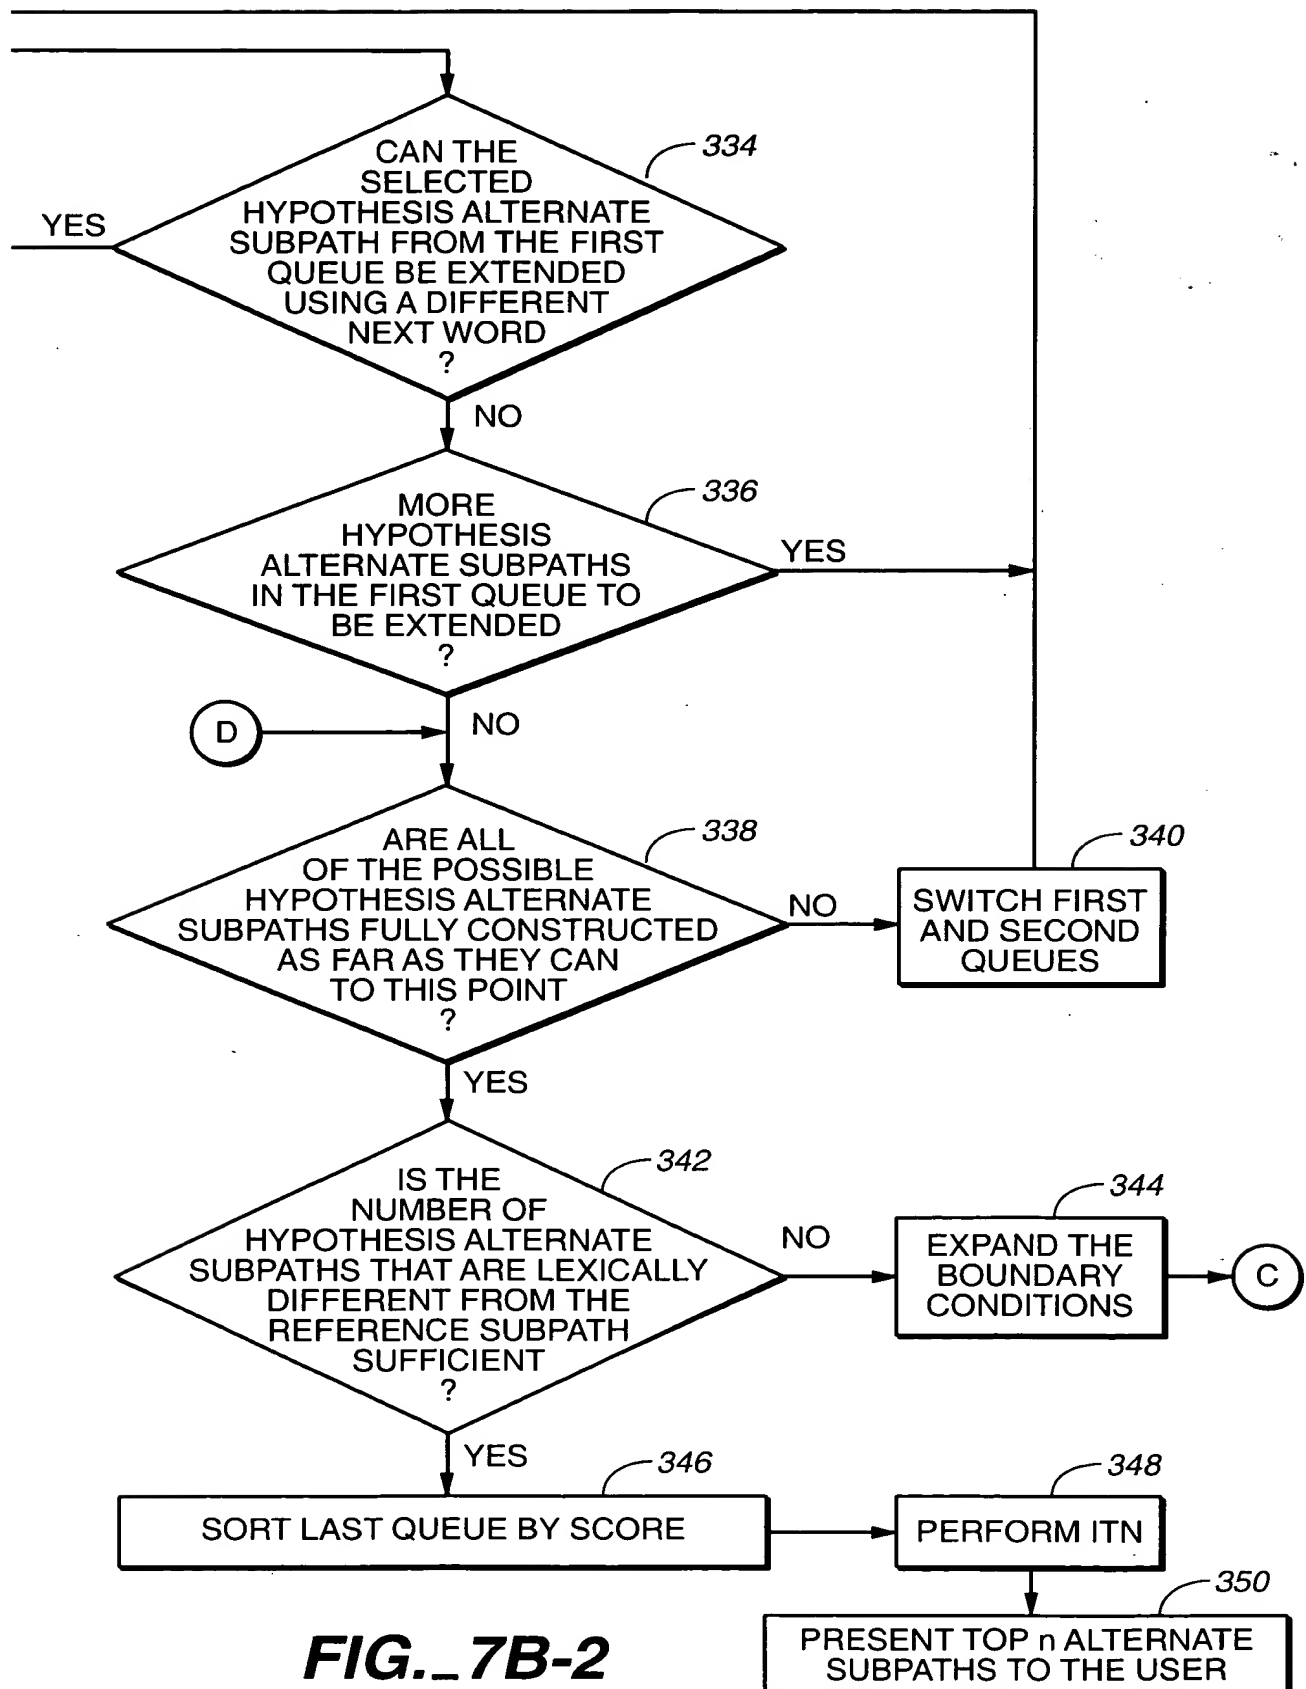 334
CAN THE
SELECTED
HYPOTHESIS ALTERNATE
SUBPATH FROM THE FIRST
QUEUE BE EXTENDED
USING A DIFFERENT
NEXT WORD
?
YES
NO
336
MORE
HYPOTHESIS
ALTERNATE SUBPATHS
IN THE FIRST QUEUE TO
BE EXTENDED
?
YES
D
NO
338
ARE ALL
OF THE POSSIBLE
HYPOTHESIS ALTERNATE
SUBPATHS FULLY CONSTRUCTED
AS FAR AS THEY CAN
TO THIS POINT
?
NO
340
SWITCH FIRST
AND SECOND
QUEUES
YES
342
IS THE
NUMBER OF
HYPOTHESIS ALTERNATE
SUBPATHS THAT ARE LEXICALLY
DIFFERENT FROM THE
REFERENCE SUBPATH
SUFFICIENT
?
NO
344
EXPAND THE
BOUNDARY
CONDITIONS
C
YES
346
SORT LAST QUEUE BY SCORE
348
PERFORM ITN
350
PRESENT TOP n ALTERNATE
SUBPATHS TO THE USER
FIG._7B-2